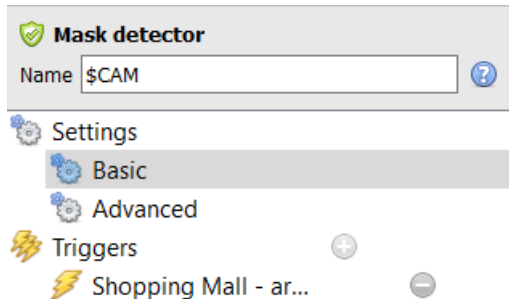 Mask detector
Name $CAM
Settings
Basic
Advanced
Triggers
Shopping Mall - ar...